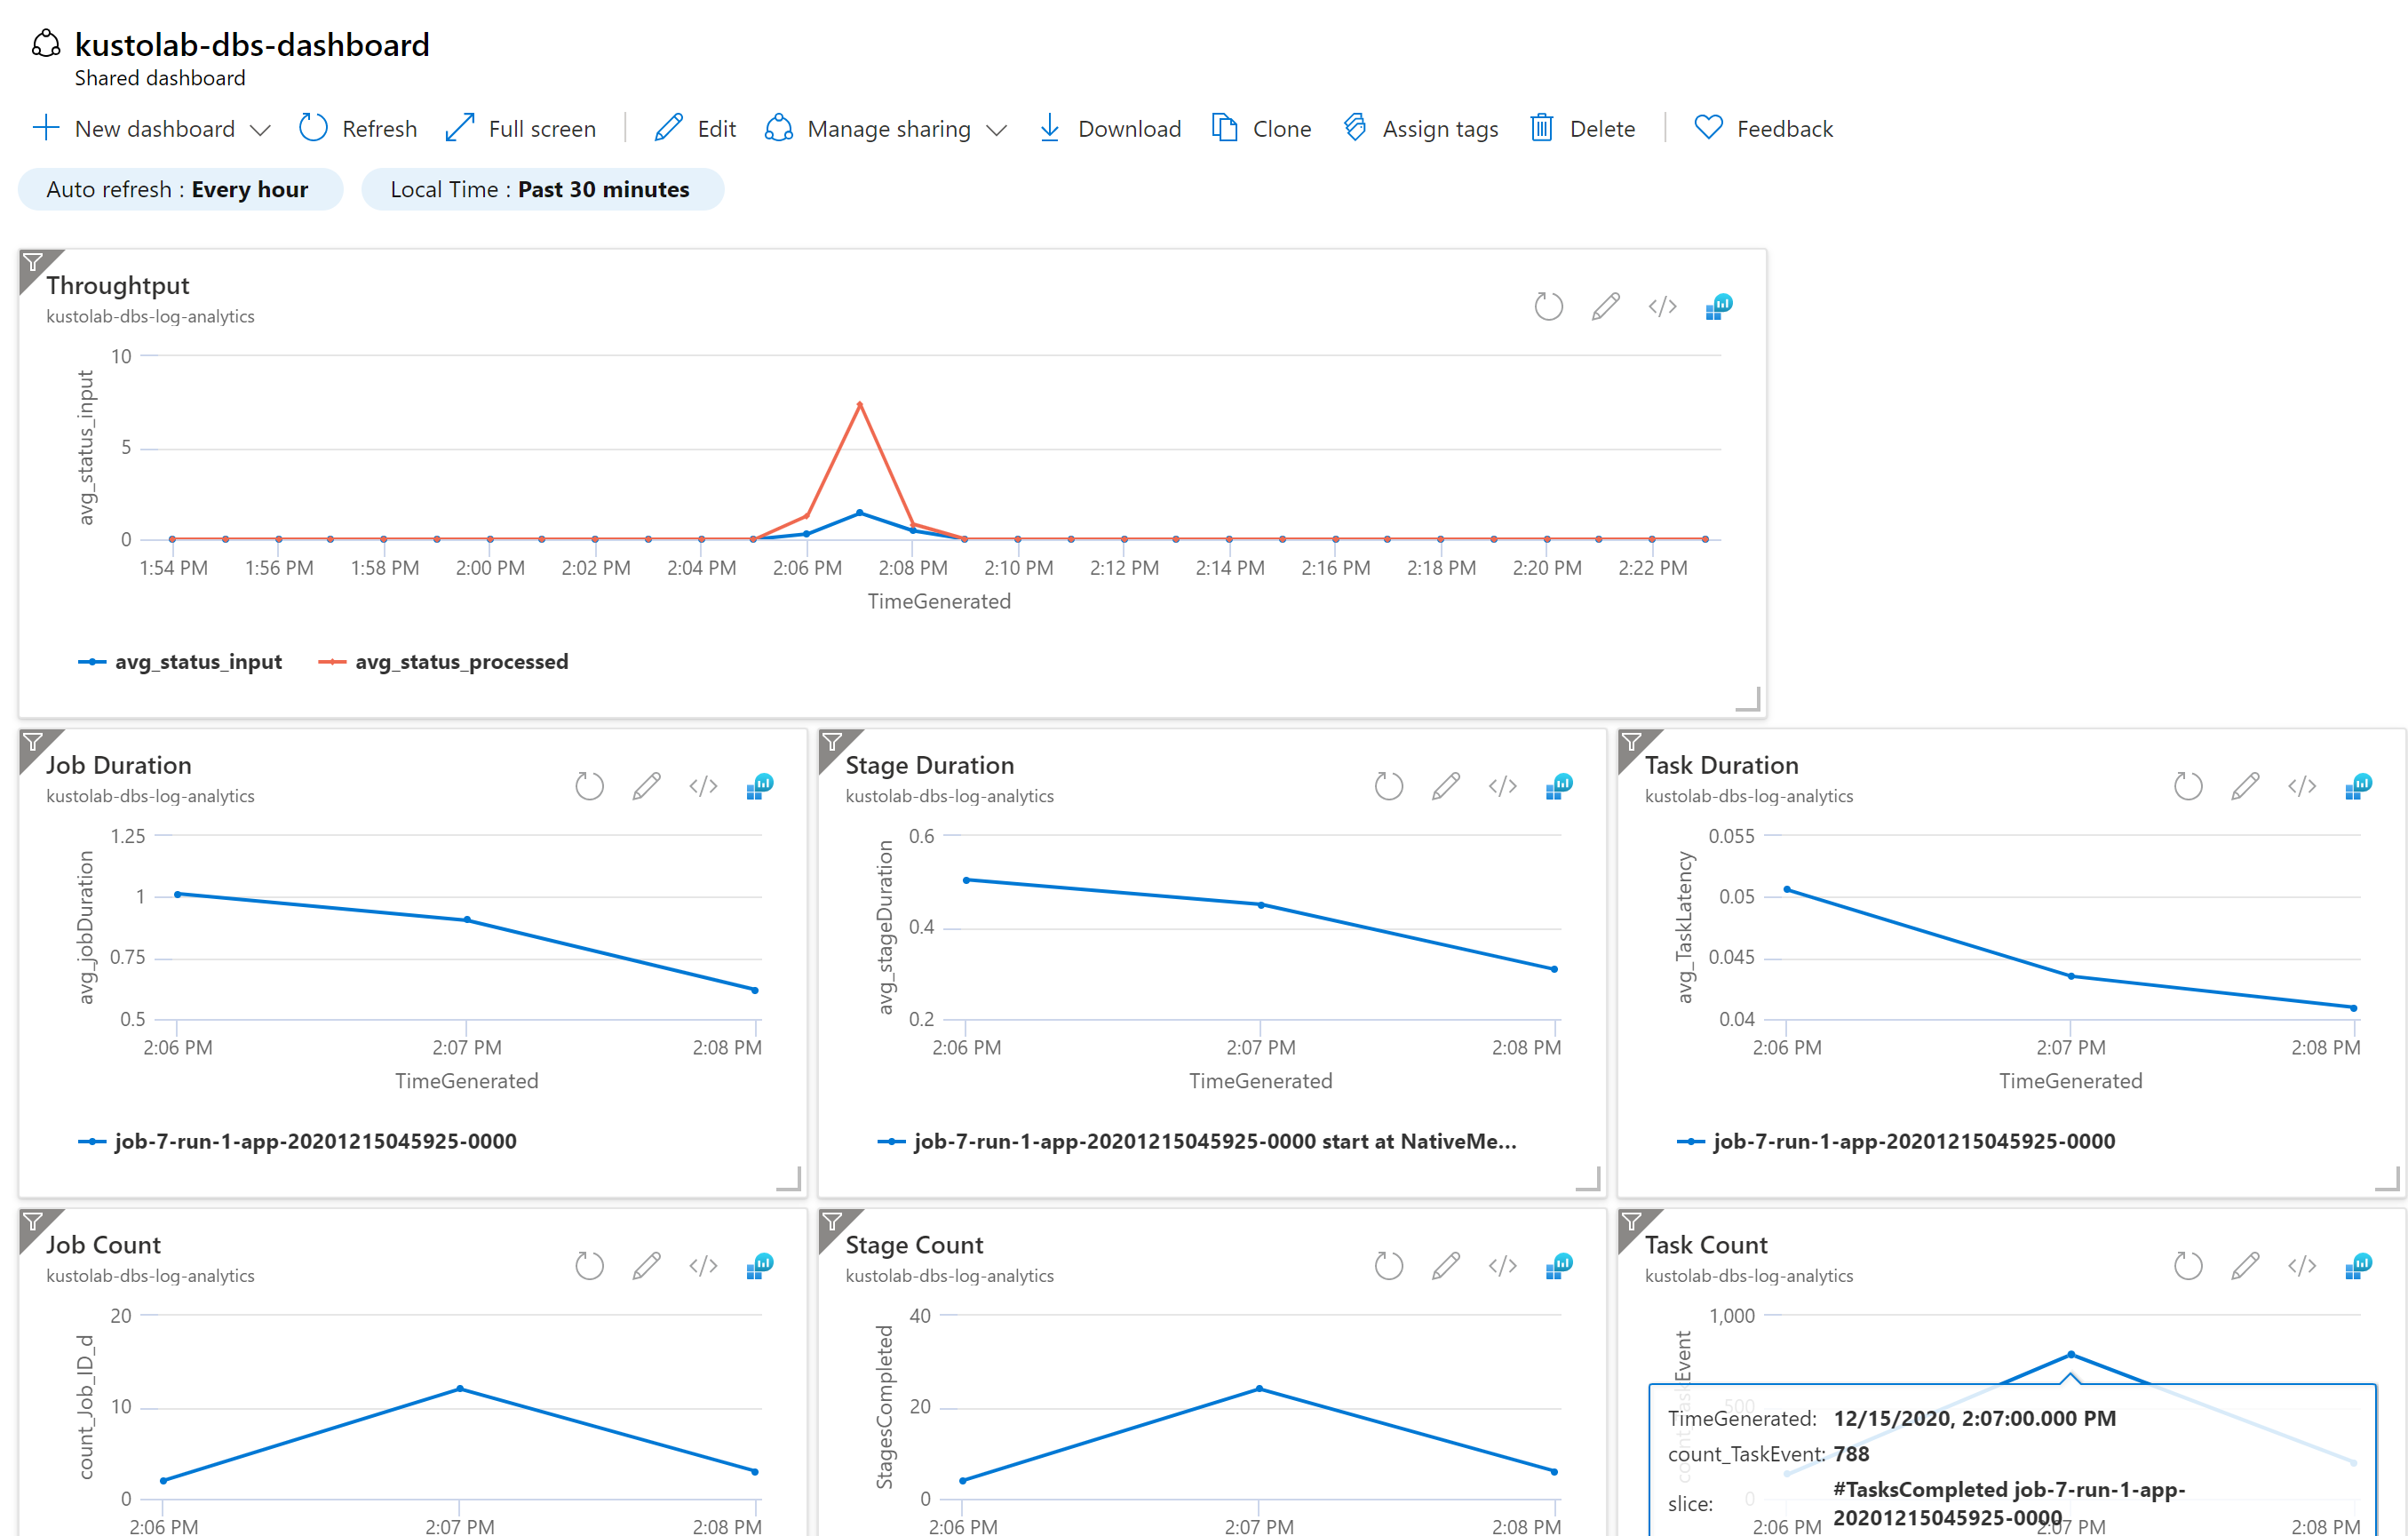 kustolab-dbs-dashboard
Shared dashboard
New dashboard Refresh Full screen Edit Manage sharing Download Clone Assign tags Delete Feedback
Auto refresh : Every hour Local Time : Past 30 minutes
Throughtput
kustolab-dbs-log-analytics
</>
10
5
0
avg_status_input
1:54 PM 1:56 PM 1:58 PM 2:00 PM 2:02 PM 2:04 PM 2:06 PM 2:08 PM 2:10 PM 2:12 PM 2:14 PM 2:16 PM 2:18 PM 2:20 PM 2:22 PM
TimeGenerated
avg_status_input avg_status_processed
Job Duration
kustolab-dbs-log-analytics
</>
1.25
1
0.75
0.5
avg_jobDuration
2:06 PM 2:07 PM 2:08 PM
TimeGenerated
job-7-run-1-app-20201215045925-0000
Stage Duration
kustolab-dbs-log-analytics
</>
0.6
0.4
0.2
avg_stageDuration
2:06 PM 2:07 PM 2:08 PM
TimeGenerated
job-7-run-1-app-20201215045925-0000 start at NativeMe...
Task Duration
kustolab-dbs-log-analytics
</>
0.055
0.05
0.045
0.04
avg_TaskLatency
2:06 PM 2:07 PM 2:08 PM
TimeGenerated
job-7-run-1-app-20201215045925-0000
Job Count
kustolab-dbs-log-analytics
</>
20
10
0
count_Job_ID_d
2:06 PM 2:07 PM 2:08 PM
Stage Count
kustolab-dbs-log-analytics
</>
40
20
0
StagesCompleted
2:06 PM 2:07 PM 2:08 PM
Task Count
kustolab-dbs-log-analytics
</>
1,000
500
0
count_TaskEvent
TimeGenerated: 12/15/2020, 2:07:00.000 PM
count_TaskEvent: 788
slice: #TasksCompleted job-7-run-1-app-
20201215045925-0000
2:06 PM 2:07 PM 2:08 PM